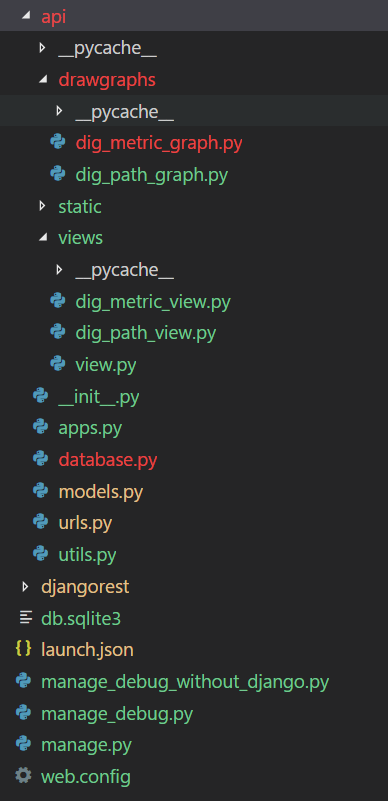 api
__pycache__
drawgraphs
__pycache__
dig_metric_graph.py
dig_path_graph.py
static
views
__pycache__
dig_metric_view.py
dig_path_view.py
view.py
__init__.py
apps.py
database.py
models.py
urls.py
utils.py
djangorest
db.sqlite3
{} launch.json
manage_debug_without_django.py
manage_debug.py
manage.py
web.config